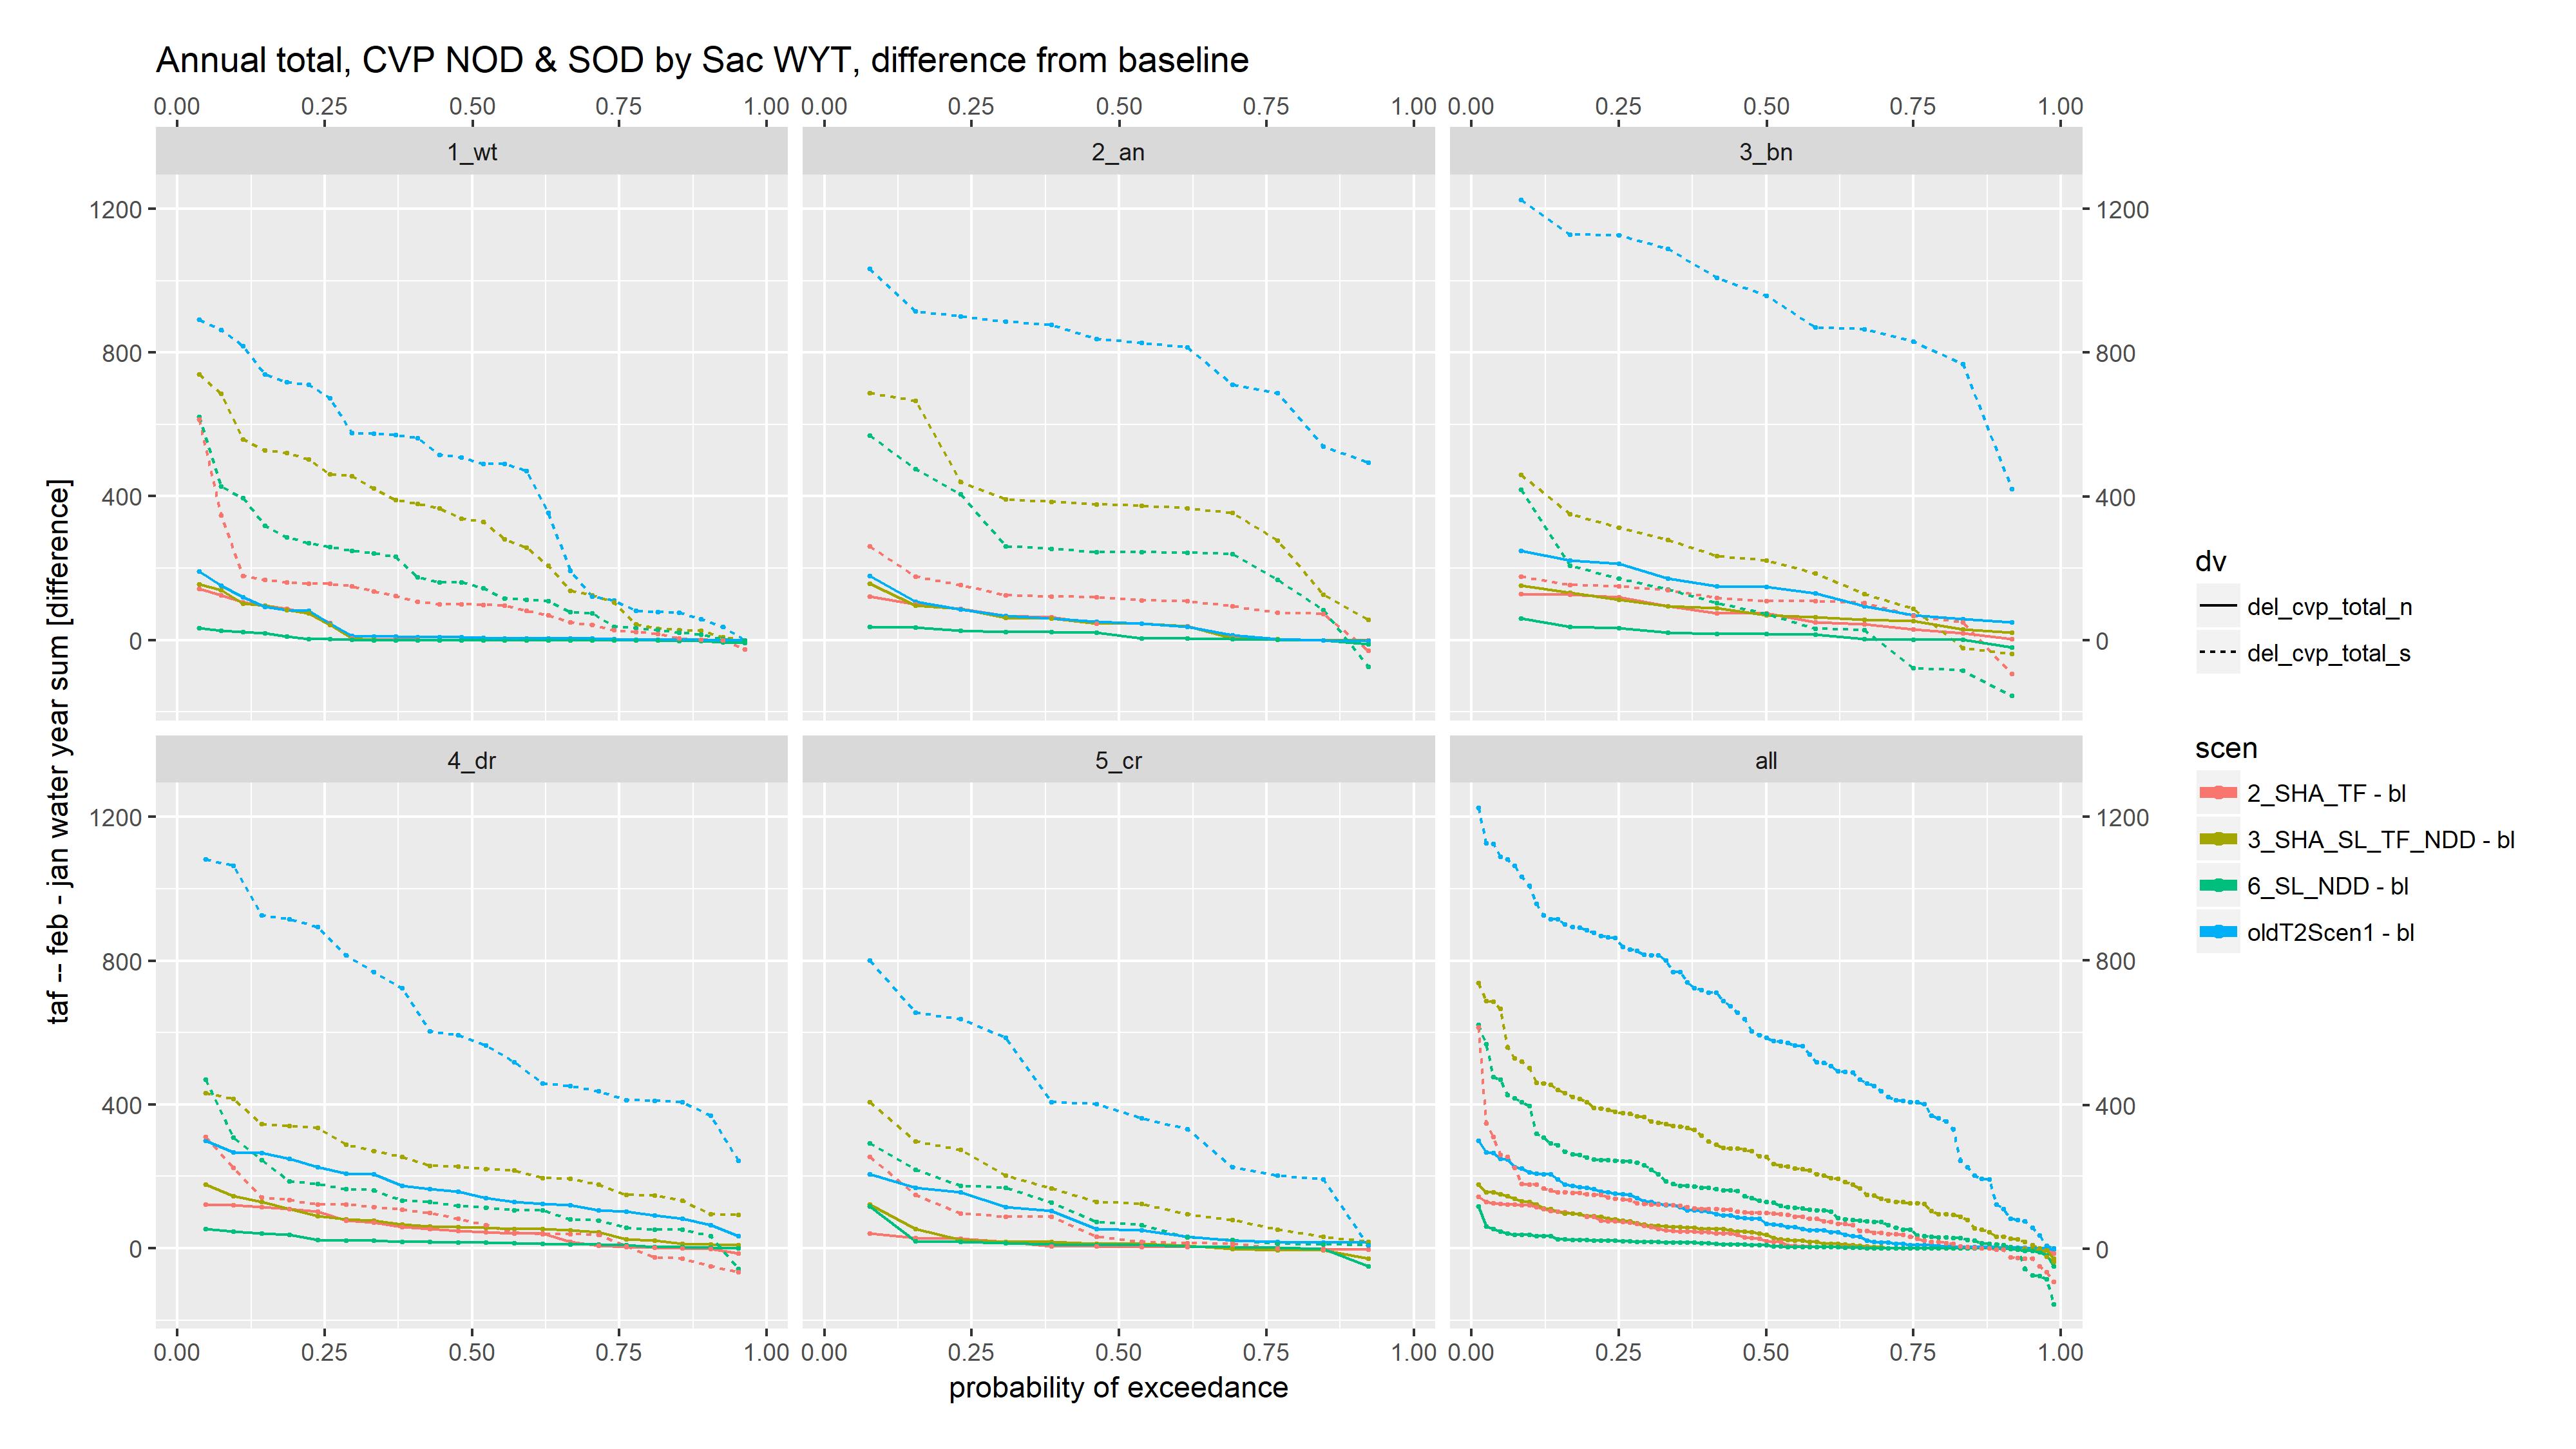 Annual total, CVP NOD & SOD by Sac WYT, difference from baseline
0.00 0.25 0.50 0.75 1.00 0.00 0.25 0.50 0.75 1.00 0.00 0.25 0.50 0.75 1.00
1_wt 2_an 3_bn
1200 1200
800 800
400 400
0 0
taf -- feb - jan water year sum [difference]
4_dr 5_cr all
1200 1200
800 800
400 400
0 0
0.00 0.25 0.50 0.75 1.00 0.00 0.25 0.50 0.75 1.00 0.00 0.25 0.50 0.75 1.00
probability of exceedance
dv
del_cvp_total_n
del_cvp_total_s
scen
2_SHA_TF - bl
3_SHA_SL_TF_NDD - bl
6_SL_NDD - bl
oldT2Scen1 - bl